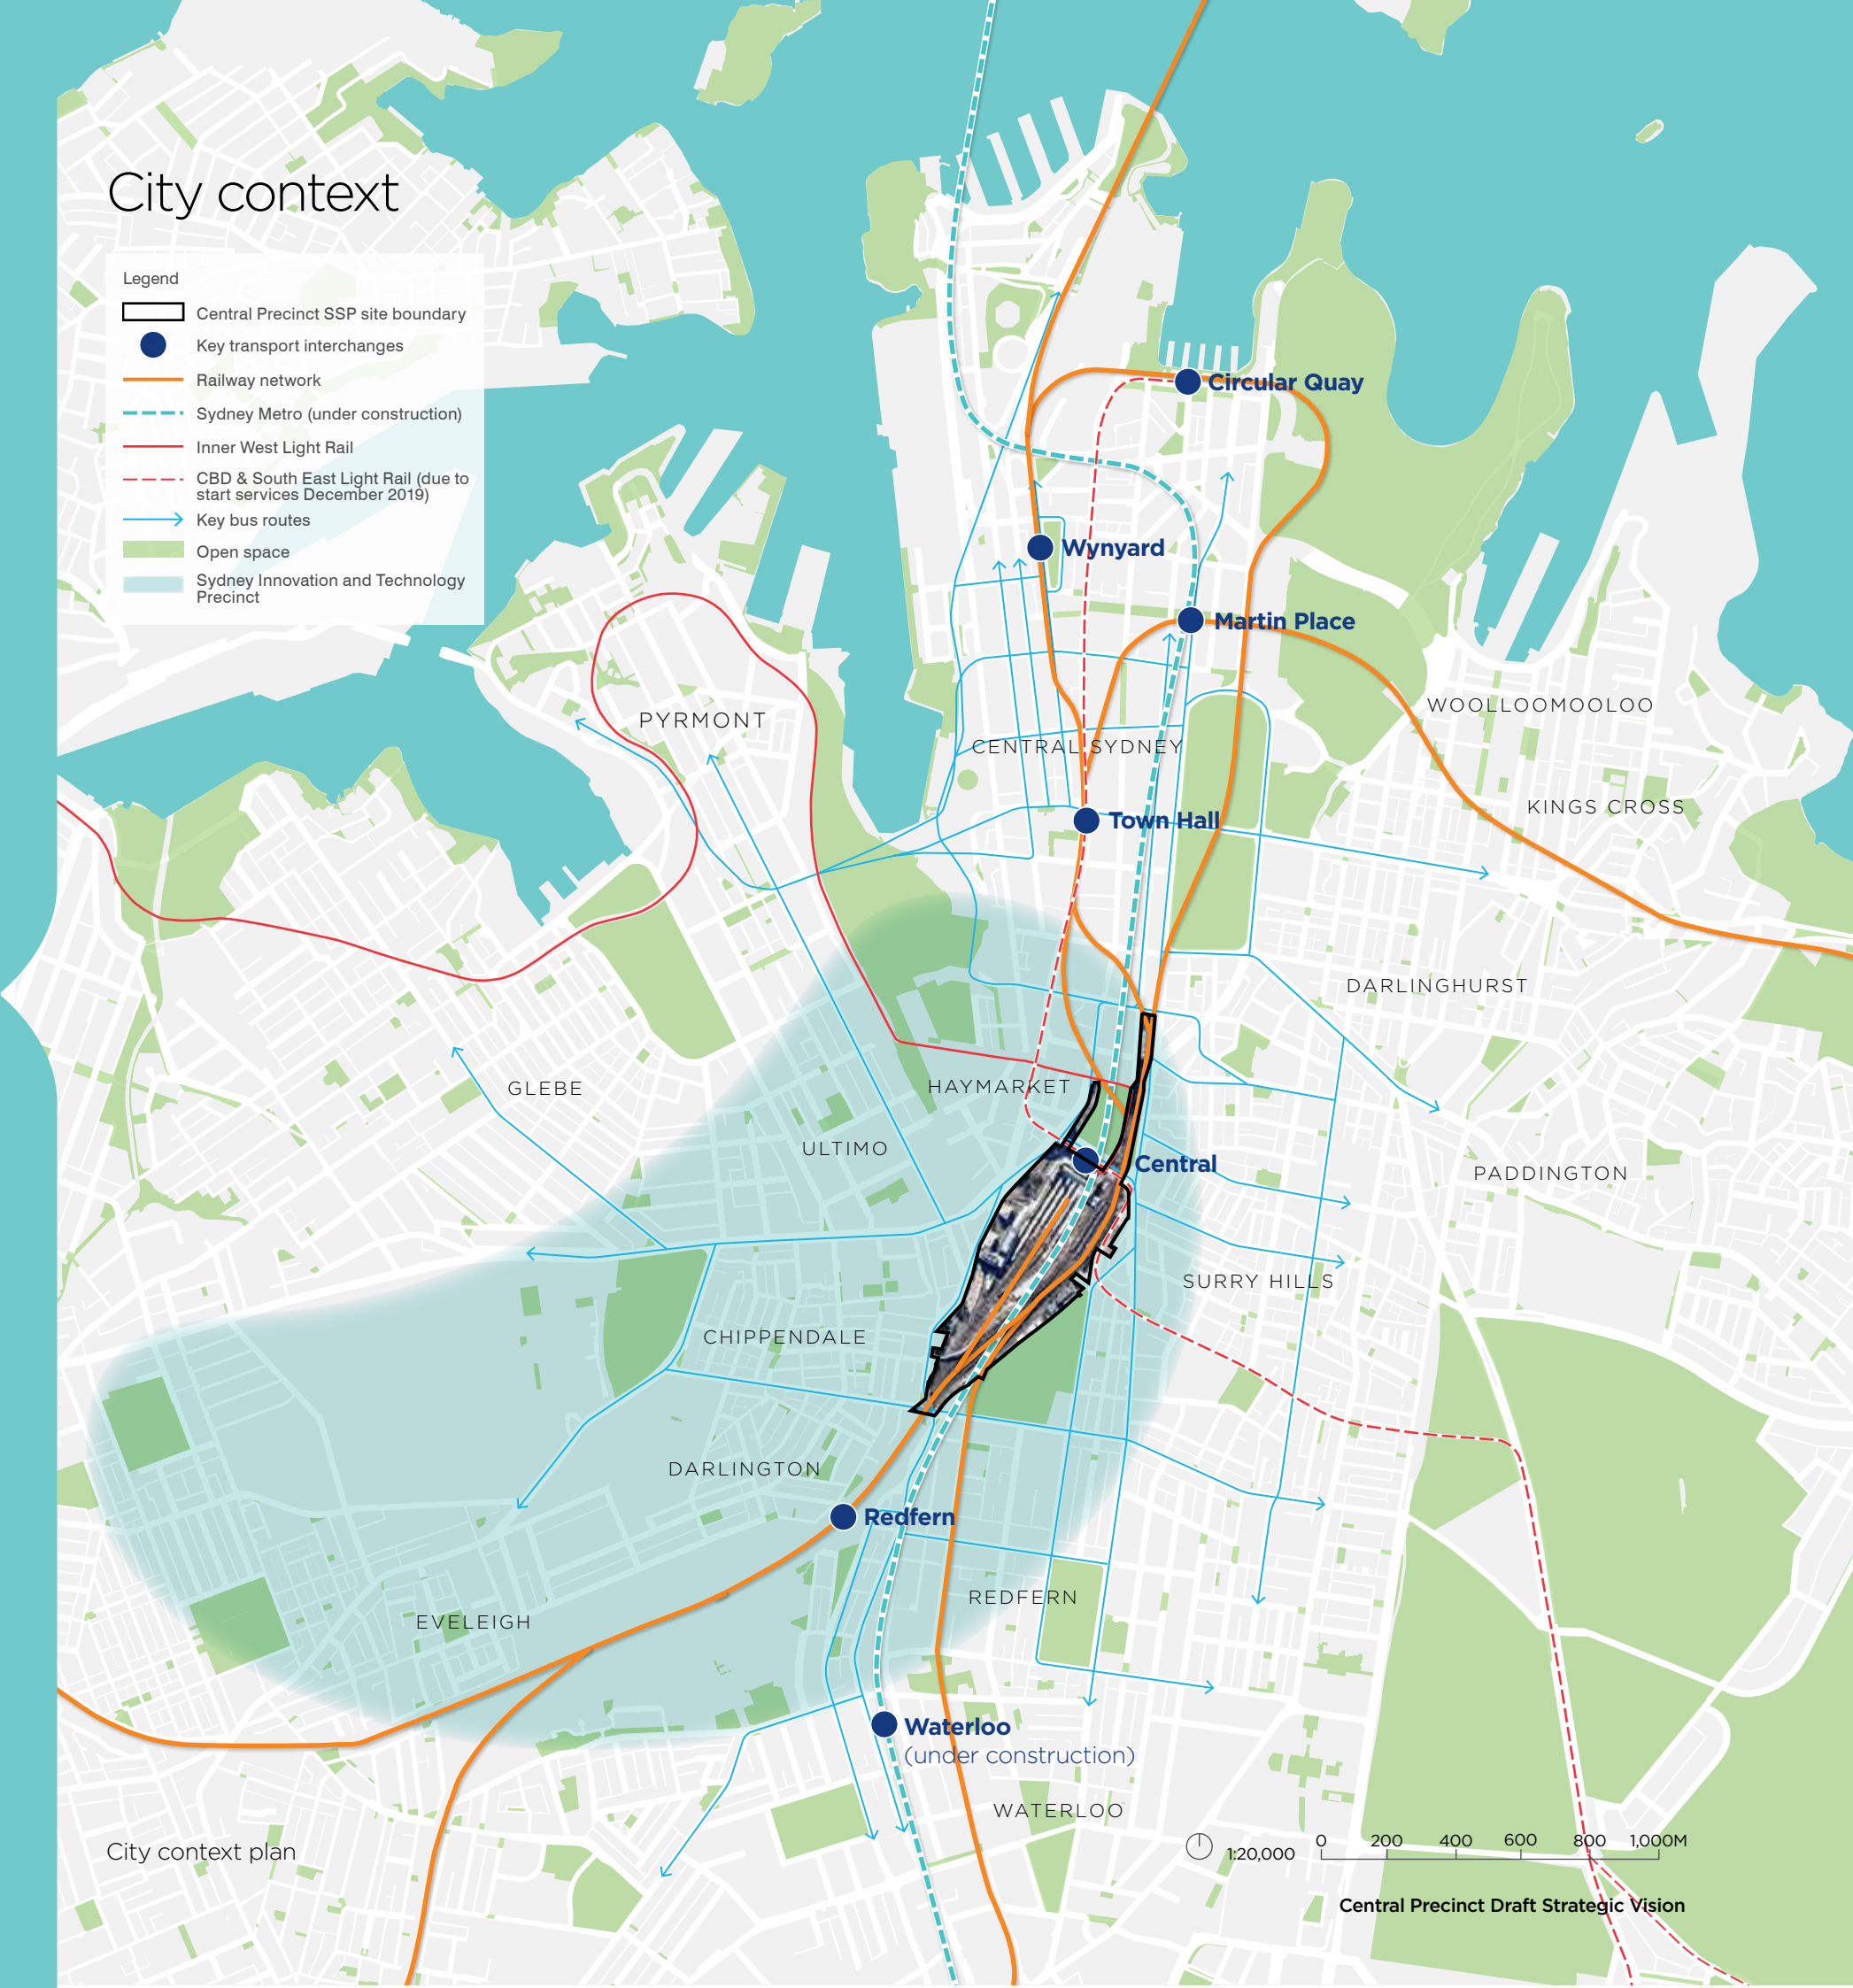 City context
Legend
Central Precinct SSP site boundary
Key transport interchanges
Railway network
Sydney Metro (under construction)
Inner West Light Rail
CBD & South East Light Rail (due to
start services December 2019)
Key bus routes
Open space
Sydney Innovation and Technology
Precinct
Circular Quay
Wynyard
Martin Place
WOOLLOOMOOLOO
PYRMONT
CENTRAL SYDNEY
KINGS CROSS
Town Hall
DARLINGHURST
GLEBE
HAYMARKET
ULTIMO
Central
PADDINGTON
SURRY HILLS
CHIPPENDALE
DARLINGTON
Redfern
REDFERN
EVELEIGH
Waterloo
(under construction)
WATERLOO
City context plan
1:20,000
0 200 400 600 800 1,000M
Central Precinct Draft Strategic Vision